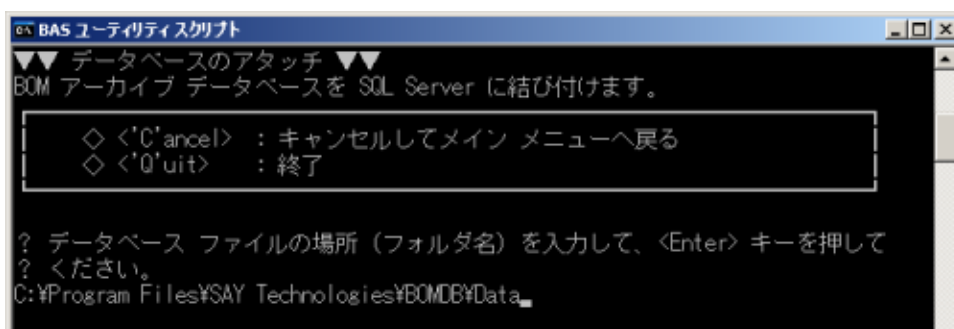 BAS ユーティリティ スクリプト
▼▼ データベースのアタッチ ▼▼
BOM アーカイブ データベースを SQL Server に結び付けます。
◇ <'C'ancel> : キャンセルしてメイン メニューへ戻る
◇ <'Q'uit> : 終了
? データベース ファイルの場所（フォルダ名）を入力して、<Enter> キーを押して
? ください。
C:¥Program Files¥SAY Technologies¥BOMDB¥Data